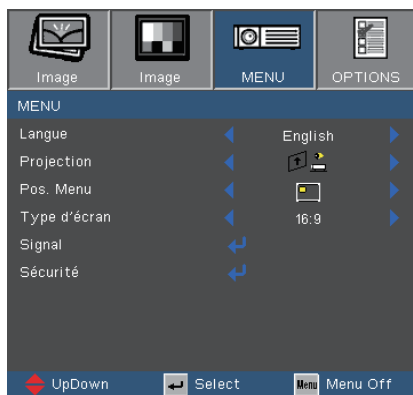 Image Image MENU OPTIONS
MENU
Langue English
Projection
Pos. Menu
Type d'écran 16:9
Signal
Sécurité
UpDown Select Menu Menu Off